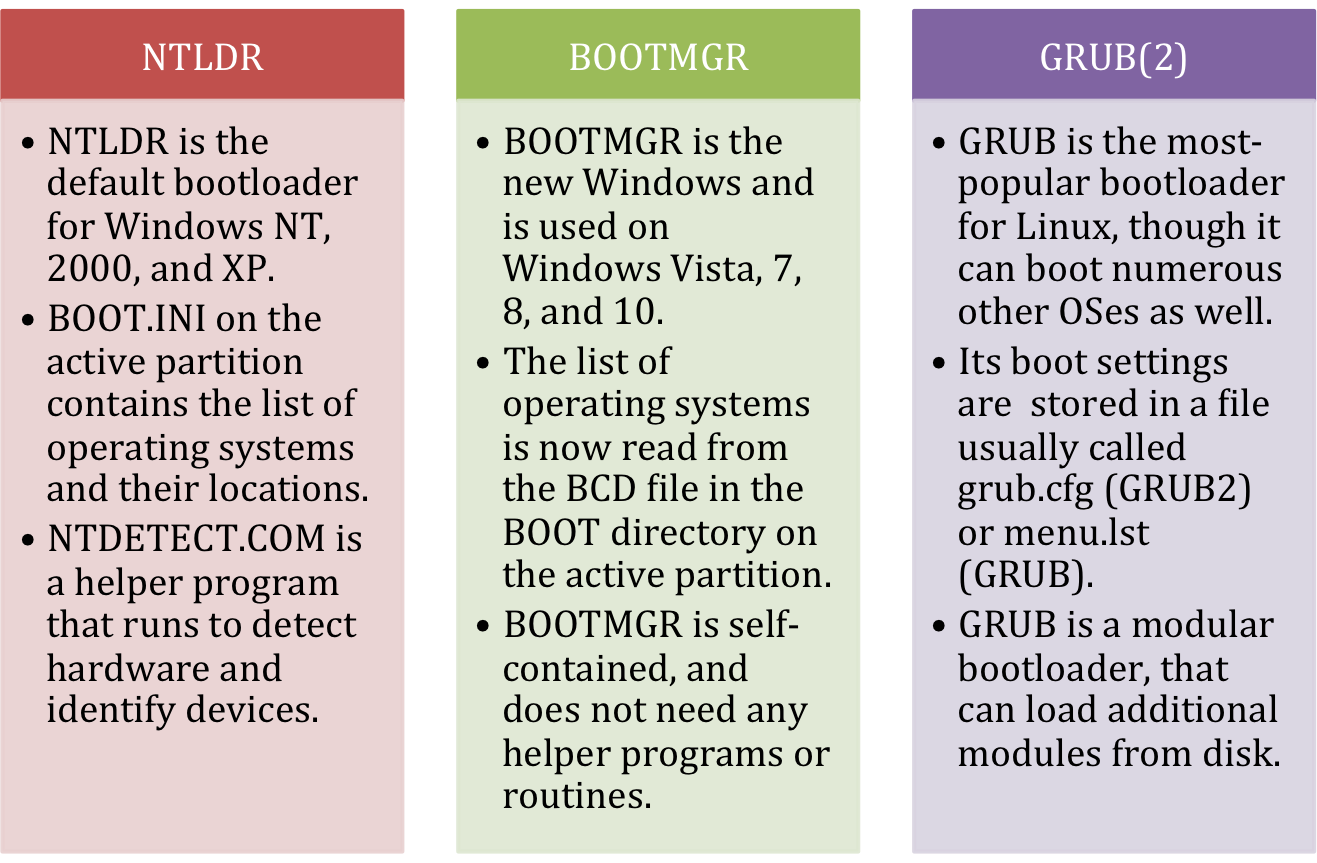 NTLDR
• NTLDR is the
default bootloader
for Windows NT,
2000, and XP.
• BOOT.INI on the
active partition
contains the list of
operating systems
and their locations.
• NTDETECT.COM is
a helper program
that runs to detect
hardware and
identify devices.
BOOTMGR
• BOOTMGR is the
new Windows and
is used on
Windows Vista, 7,
8, and 10.
• The list of
operating systems
is now read from
the BCD file in the
BOOT directory on
the active partition.
• BOOTMGR is self-
contained, and
does not need any
helper programs or
routines.
GRUB(2)
• GRUB is the most-
popular bootloader
for Linux, though it
can boot numerous
other OSes as well.
• Its boot settings
are  stored in a file
usually called
grub.cfg (GRUB2)
or menu.lst
(GRUB).
• GRUB is a modular
bootloader, that
can load additional
modules from disk.